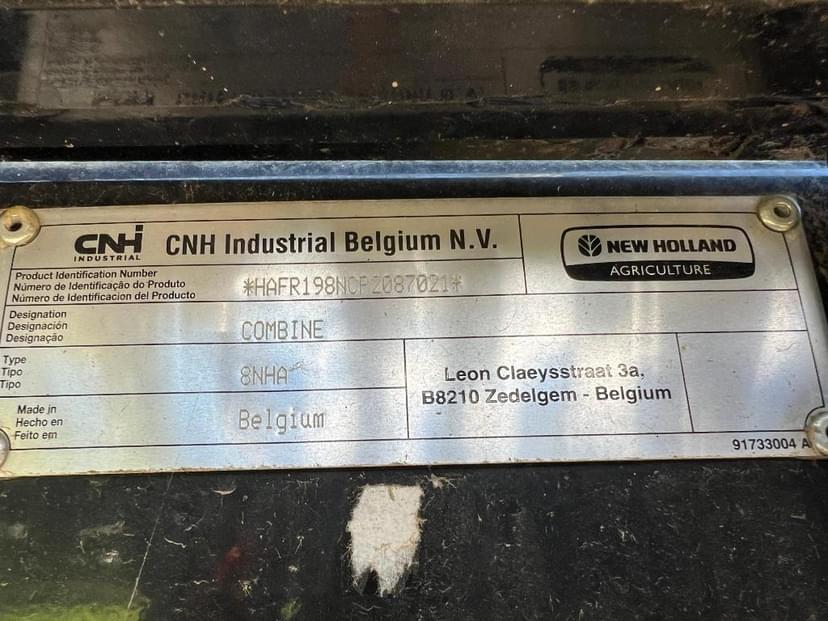 CNH
INDUSTRIAL
CNH Industrial Belgium N.V.
NEW HOLLAND
AGRICULTURE
Product Identification Number
Número de Identificação do Produto
Número de Identificacion del Producto
*HAFR198NCPZ087021*
Designation
Designación
Designação
COMBINE
Type
Tipo
Tipo
8NHA
Leon Claeysstraat 3a,
B8210 Zedelgem - Belgium
Made in
Hecho en
Feito em
Belgium
91733004 A